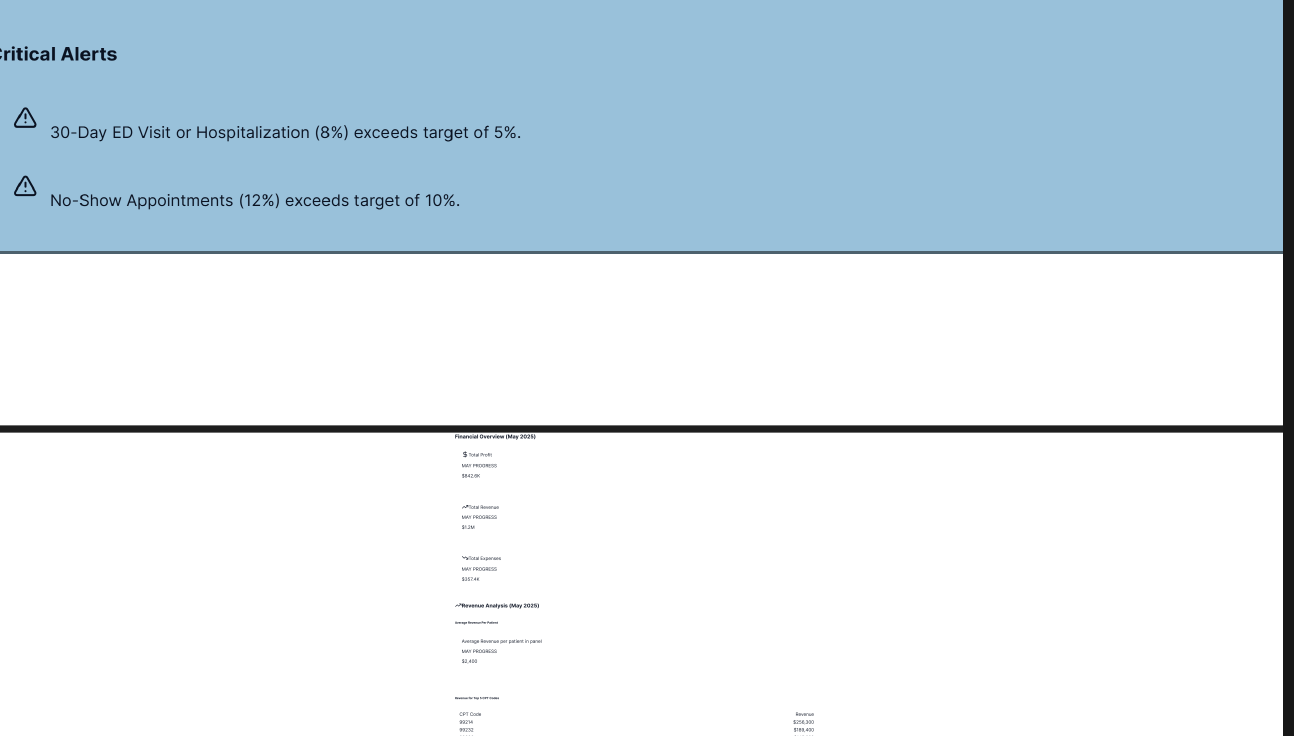 Critical Alerts
30-Day ED Visit or Hospitalization (8%) exceeds target of 5%.
No-Show Appointments (12%) exceeds target of 10%.
Financial Overview (May 2025)
Total Profit
MAY PROGRESS
$842.6K
Total Revenue
MAY PROGRESS
$1.2M
Total Expenses
MAY PROGRESS
$357.4K
Revenue Analysis (May 2025)
Average Revenue Per Patient
Average Revenue per patient in panel
MAY PROGRESS
$2,400
Revenue for Top 5 CPT Codes
CPT Code Revenue
99214 $256,300
99232 $189,400